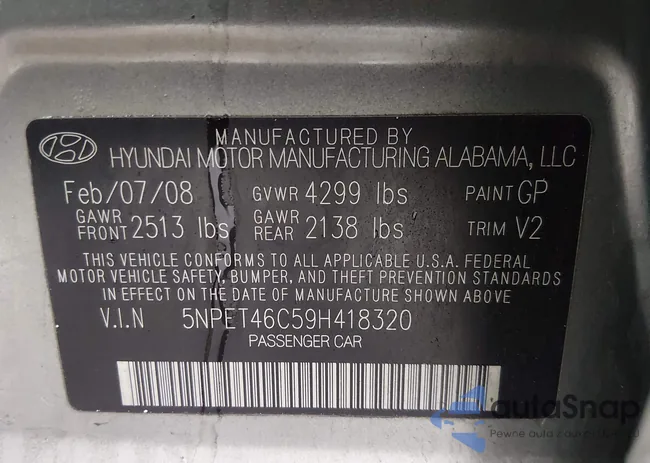 MANUFACTURED BY
HYUNDAI MOTOR MANUFACTURING ALABAMA, LLC
Feb/07/08 GVWR 4299 lbs PAINT GP
GAWR FRONT 2513 lbs GAWR REAR 2138 lbs TRIM V2
THIS VEHICLE CONFORMS TO ALL APPLICABLE U.S.A. FEDERAL
MOTOR VEHICLE SAFETY, BUMPER, AND THEFT PREVENTION STANDARDS
IN EFFECT ON THE DATE OF MANUFACTURE SHOWN ABOVE
V.I.N 5NPET46C59H418320
PASSENGER CAR
autoSnap
Pewne auto z